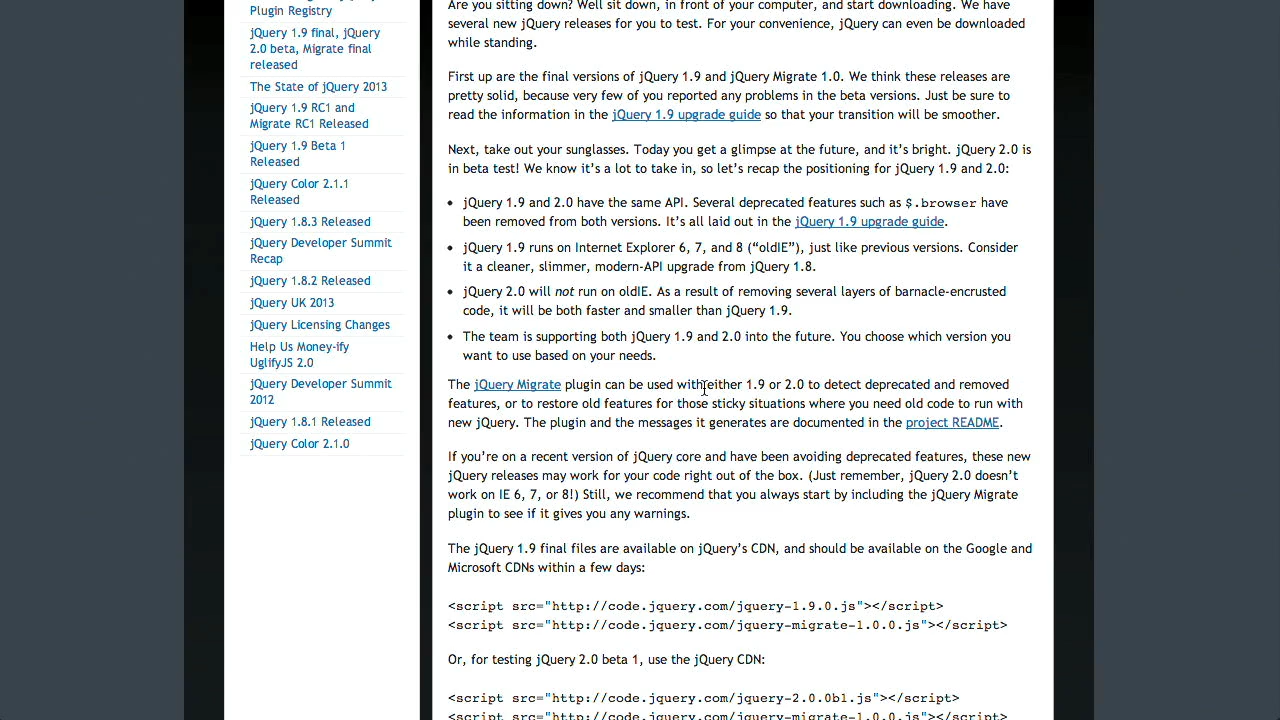 Plugin Registry
jQuery 1.9 final, jQuery
2.0 beta, Migrate final
released
The State of jQuery 2013
jQuery 1.9 RC1 and
Migrate RC1 Released
jQuery 1.9 Beta 1
Released
jQuery Color 2.1.1
Released
jQuery 1.8.3 Released
jQuery Developer Summit
Recap
jQuery 1.8.2 Released
jQuery UK 2013
jQuery Licensing Changes
Help Us Money-ify
UglifyJS 2.0
jQuery Developer Summit
2012
jQuery 1.8.1 Released
jQuery Color 2.1.0
Are you sitting down? Well sit down, in front of your computer, and start downloading. We have
several new jQuery releases for you to test. For your convenience, jQuery can even be downloaded
while standing.
First up are the final versions of jQuery 1.9 and jQuery Migrate 1.0. We think these releases are
pretty solid, because very few of you reported any problems in the beta versions. Just be sure to
read the information in the jQuery 1.9 upgrade guide so that your transition will be smoother.
Next, take out your sunglasses. Today you get a glimpse at the future, and it’s bright. jQuery 2.0 is
in beta test! We know it’s a lot to take in, so let’s recap the positioning for jQuery 1.9 and 2.0:
• jQuery 1.9 and 2.0 have the same API. Several deprecated features such as $.browser have
been removed from both versions. It’s all laid out in the jQuery 1.9 upgrade guide.
• jQuery 1.9 runs on Internet Explorer 6, 7, and 8 (“oldIE”), just like previous versions. Consider
it a cleaner, slimmer, modern-API upgrade from jQuery 1.8.
• jQuery 2.0 will not run on oldIE. As a result of removing several layers of barnacle-encrusted
code, it will be both faster and smaller than jQuery 1.9.
• The team is supporting both jQuery 1.9 and 2.0 into the future. You choose which version you
want to use based on your needs.
The jQuery Migrate plugin can be used with either 1.9 or 2.0 to detect deprecated and removed
features, or to restore old features for those sticky situations where you need old code to run with
new jQuery. The plugin and the messages it generates are documented in the project README.
If you’re on a recent version of jQuery core and have been avoiding deprecated features, these new
jQuery releases may work for your code right out of the box. (Just remember, jQuery 2.0 doesn’t
work on IE 6, 7, or 8!) Still, we recommend that you always start by including the jQuery Migrate
plugin to see if it gives you any warnings.
The jQuery 1.9 final files are available on jQuery’s CDN, and should be available on the Google and
Microsoft CDNs within a few days:
<script src="http://code.jquery.com/jquery-1.9.0.js"></script>
<script src="http://code.jquery.com/jquery-migrate-1.0.0.js"></script>
Or, for testing jQuery 2.0 beta 1, use the jQuery CDN:
<script src="http://code.jquery.com/jquery-2.0.0b1.js"></script>
<script src="http://code.jquery.com/jquery-migrate-1.0.0.js"></script>